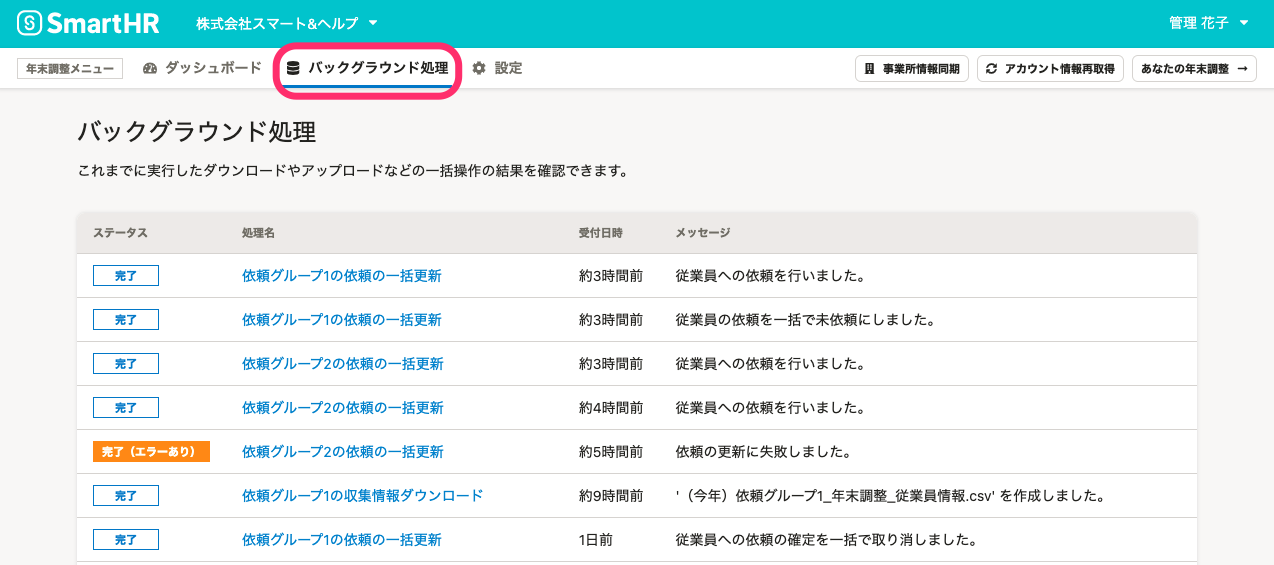 SmartHR 株式会社スマート&ヘルプ 管理 花子
年末調整メニュー ダッシュボード バックグラウンド処理 設定 事業所情報同期 アカウント情報再取得 あなたの年末調整 →
バックグラウンド処理
これまでに実行したダウンロードやアップロードなどの一括操作の結果を確認できます。
ステータス 処理名 受付日時 メッセージ
完了 依頼グループ1の依頼の一括更新 約3時間前 従業員への依頼を行いました。
完了 依頼グループ1の依頼の一括更新 約3時間前 従業員の依頼を一括で未依頼にしました。
完了 依頼グループ2の依頼の一括更新 約3時間前 従業員への依頼を行いました。
完了 依頼グループ2の依頼の一括更新 約4時間前 従業員への依頼を行いました。
完了（エラーあり） 依頼グループ2の依頼の一括更新 約5時間前 依頼の更新に失敗しました。
完了 依頼グループ1の収集情報ダウンロード 約9時間前 '（今年）依頼グループ1_年末調整_従業員情報.csv' を作成しました。
完了 依頼グループ1の依頼の一括更新 1日前 従業員への依頼の確定を一括で取り消しました。